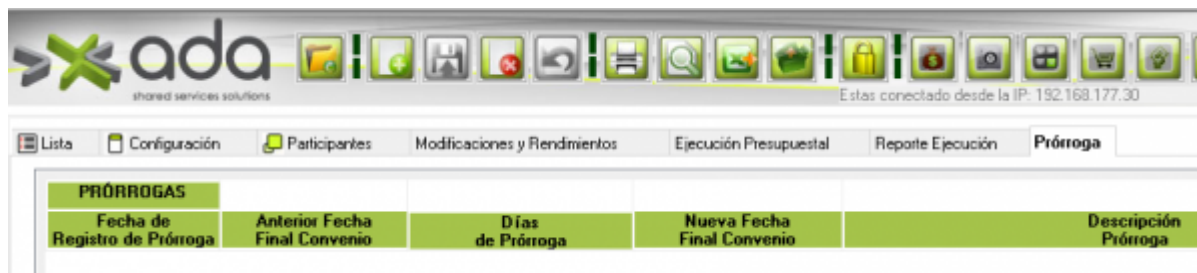 ada
shared services solutions
Estas conectado desde la IP: 192.168.177.30
Lista Configuración Participantes Modificaciones y Rendimientos Ejecución Presupuestal Reporte Ejecución Prórroga
PRÓRROGAS
Fecha de Registro de Prórroga
Anterior Fecha Final Convenio
Días de Prórroga
Nueva Fecha Final Convenio
Descripción Prórroga